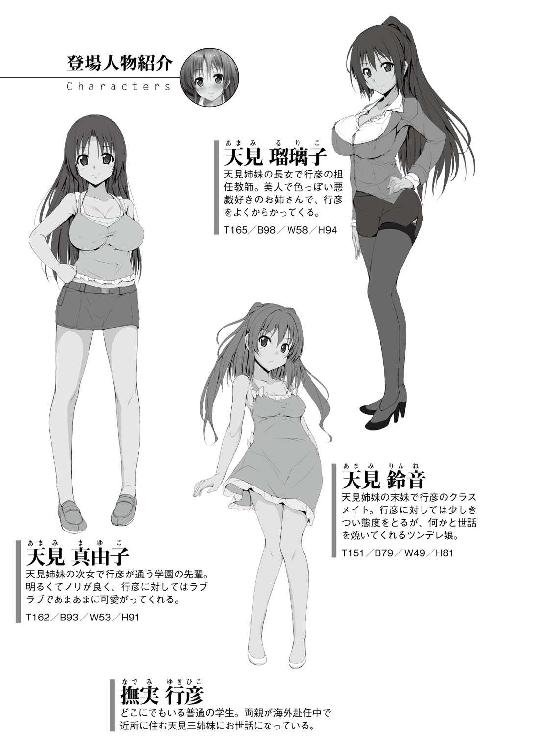 登場人物紹介
Characters
あまみ るりこ
天見 瑠璃子
天見姉妹の長女で行彦の担
任教師。美人で色っぽい悪
戯好きのお姉さんで、行彦
をよくからかってくる。
T165／B98／W58／H94
あまみ りんね
天見 鈴音
天見姉妹の末妹で行彦のクラス
メイト。行彦に対しては少しき
つい態度をとるが、何かと世話
を焼いてくれるツンデレ娘。
T151／B79／W49／H81
あまみ まゆこ
天見 真由子
天見姉妹の次女で行彦が通う学園の先輩。
明るくてノリが良く、行彦に対してはラブ
ラブであまあまに可愛がってくれる。
T162／B93／W53／H91
なでみ ゆきひこ
撫実 行彦
どこにでもいる普通の学生。両親が海外赴任中で
近所に住む天見三姉妹にお世話になっている。